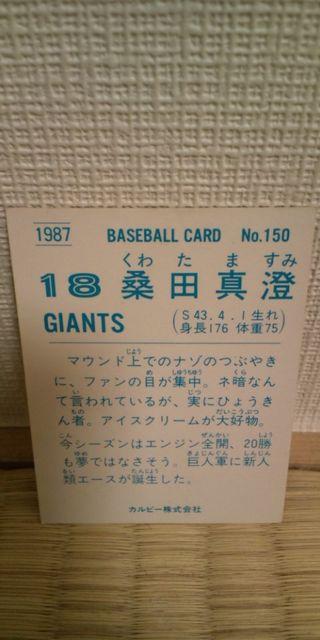 1987 BASEBALL CARD No.150
くわ た ま すみ
18 桑田真澄
GIANTS (S43.4.1生れ 身長176 体重75)
マウンド上でのナゾのつぶやき
に、ファンの目が集中。ネ暗なん
て言われているが、実にひょうき
ん者。アイスクリームが大好物。
今シーズンはエンジン全開、20勝
も夢ではなさそう。巨人軍に新人
類エースが誕生した。
カルビー株式会社